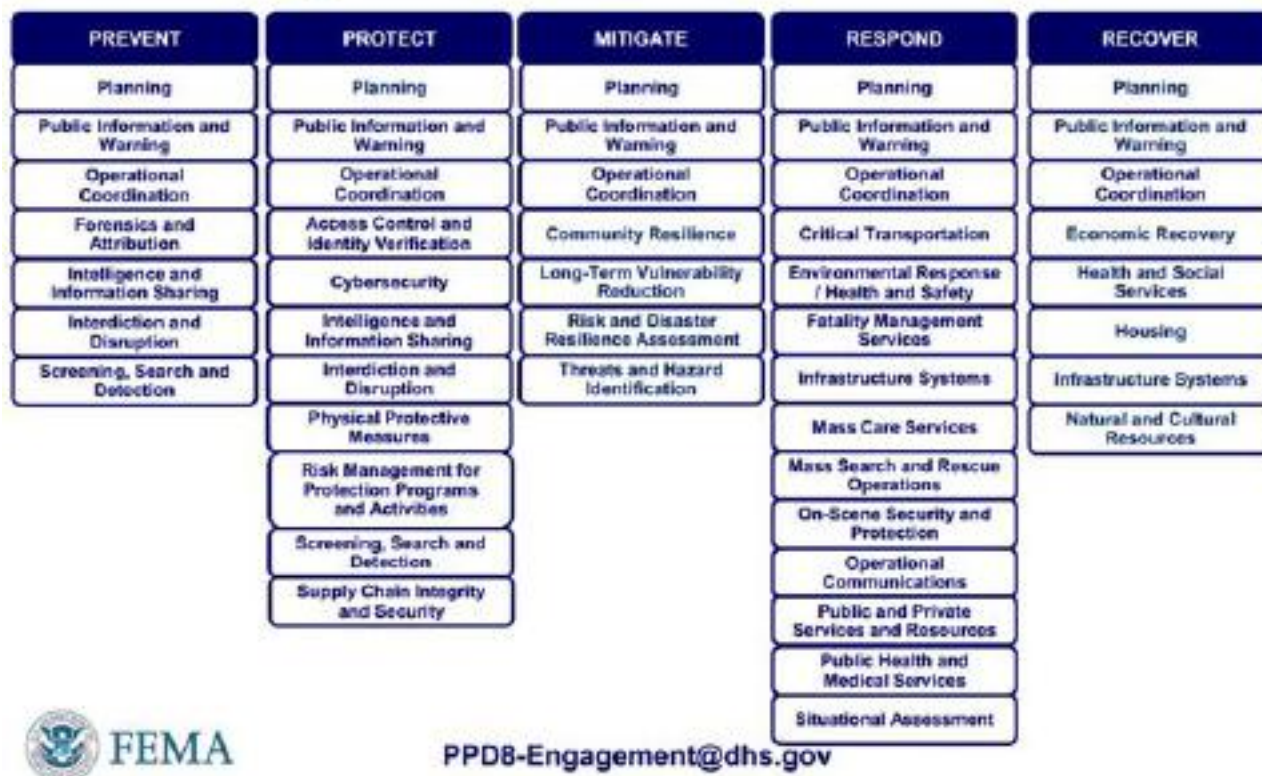 PREVENT
Planning
Public Information and
Warning
Operational
Coordination
Forensics and
Attribution
Intelligence and
Information Sharing
Interdiction and
Disruption
Screening, Search and
Detection
PROTECT
Planning
Public Information and
Warning
Operational
Coordination
Access Control and
Identity Verification
Cybersecurity
Intelligence and
Information Sharing
Interdiction and
Disruption
Physical Protective
Measures
Risk Management for
Protection Programs
and Activities
Screening, Search and
Detection
Supply Chain Integrity
and Security
MITIGATE
Planning
Public Information and
Warning
Operational
Coordination
Community Resilience
Long-Term Vulnerability
Reduction
Risk and Disaster
Resilience Assessment
Threats and Hazard
Identification
RESPOND
Planning
Public Information and
Warning
Operational
Coordination
Critical Transportation
Environmental Response
/ Health and Safety
Fatality Management
Services
Infrastructure Systems
Mass Care Services
Mass Search and Rescue
Operations
On-Scene Security and
Protection
Operational
Communications
Public and Private
Services and Resources
Public Health and
Medical Services
Situational Assessment
RECOVER
Planning
Public Information and
Warning
Operational
Coordination
Economic Recovery
Health and Social
Services
Housing
Infrastructure Systems
Natural and Cultural
Resources
FEMA
PPD8-Engagement@dhs.gov